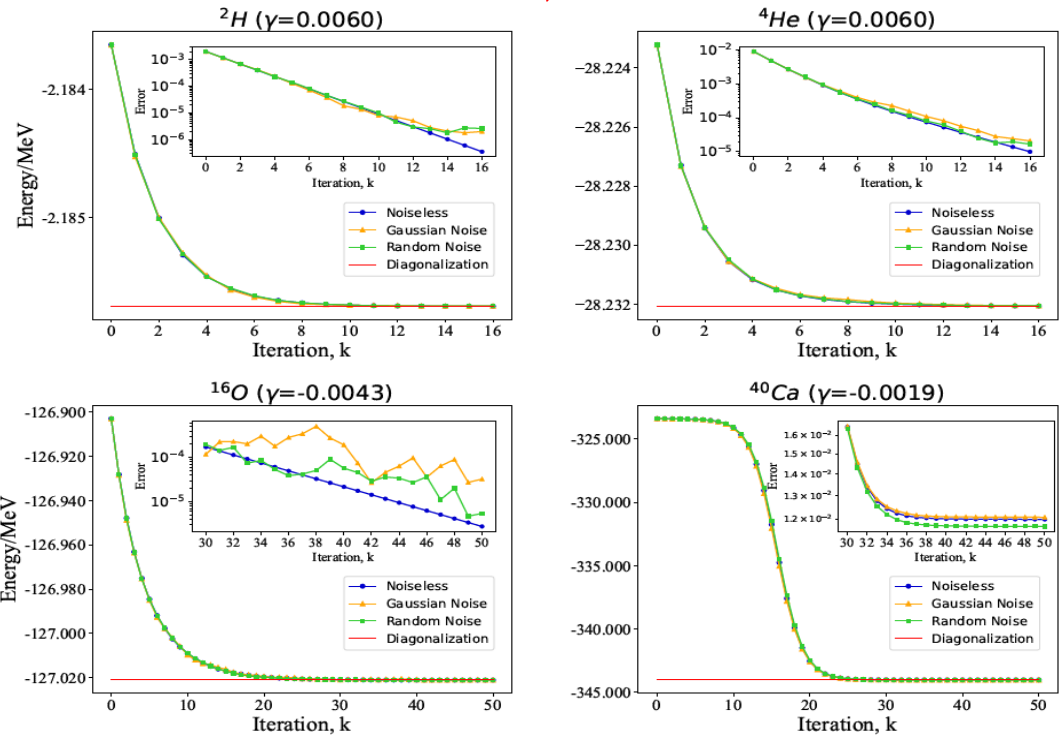 ²H (γ=0.0060)
Energy/MeV
-2.184
-2.185
Error
10⁻³
10⁻⁴
10⁻⁵
10⁻⁶
0 2 4 6 8 10 12 14 16
Iteration, k
Noiseless
Gaussian Noise
Random Noise
Diagonalization
0 2 4 6 8 10 12 14 16
Iteration, k
⁴He (γ=0.0060)
−28.224
−28.226
−28.228
−28.230
−28.232
Error
10⁻²
10⁻³
10⁻⁴
10⁻⁵
0 2 4 6 8 10 12 14 16
Iteration, k
Noiseless
Gaussian Noise
Random Noise
Diagonalization
0 2 4 6 8 10 12 14 16
Iteration, k
¹⁶O (γ=-0.0043)
Energy/MeV
-126.900
-126.920
-126.940
-126.960
-126.980
-127.000
-127.020
Error
10⁻⁴
10⁻⁵
30 32 34 36 38 40 42 44 46 48 50
Iteration, k
Noiseless
Gaussian Noise
Random Noise
Diagonalization
0 10 20 30 40 50
Iteration, k
⁴⁰Ca (γ=-0.0019)
-325.000
-330.000
-335.000
-340.000
-345.000
Error
1.6 × 10⁻²
1.4 × 10⁻²
1.3 × 10⁻²
1.2 × 10⁻²
30 32 34 36 38 40 42 44 46 48 50
Iteration, k
Noiseless
Gaussian Noise
Random Noise
Diagonalization
0 10 20 30 40 50
Iteration, k